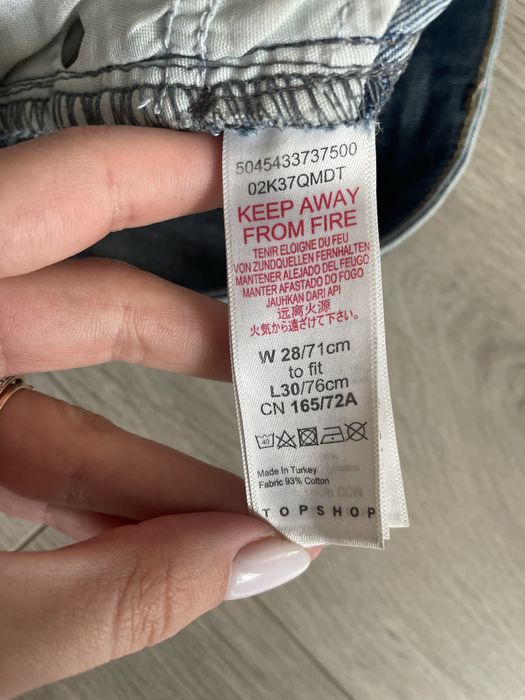 5045433737500
02K37QMDT
KEEP AWAY
FROM FIRE
TENIR ELOIGNE DU FEU
VON ZUNDQUELLEN FERNHALTEN
MANTENER ALEJADO DEL FEUGO
MANTER AFASTADO DO FOGO
JAUHKAN DARI API
远离火源
火気から遠ざけて下さい。
W 28/71cm
to fit
L30/76cm
CN 165/72A
40
Made In Turkey
Fabric 93% Cotton
TOPSHOP